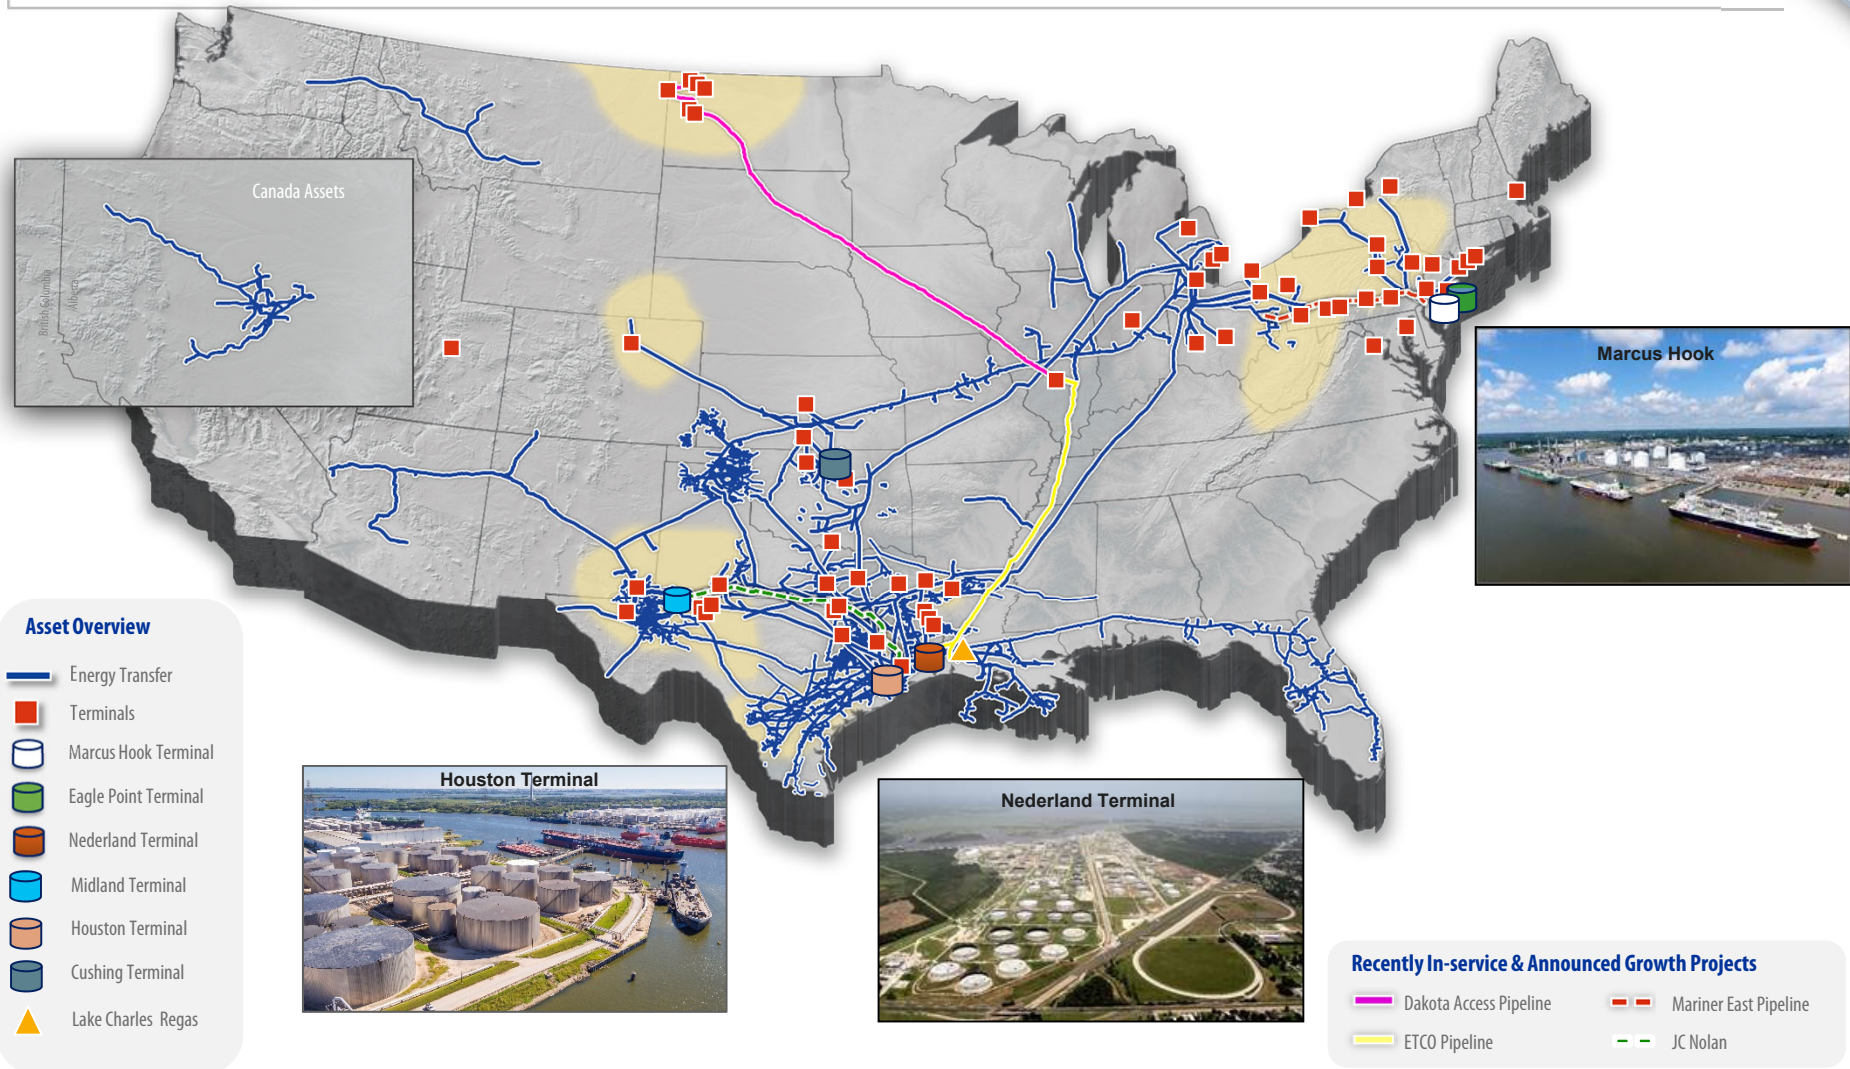 Canada Assets
British Columbia
Alberta
Marcus Hook
Asset Overview
Energy Transfer
Terminals
Marcus Hook Terminal
Eagle Point Terminal
Nederland Terminal
Midland Terminal
Houston Terminal
Cushing Terminal
Lake Charles Regas
Houston Terminal
Nederland Terminal
Recently In-service & Announced Growth Projects
Dakota Access Pipeline
Mariner East Pipeline
ETCO Pipeline
JC Nolan